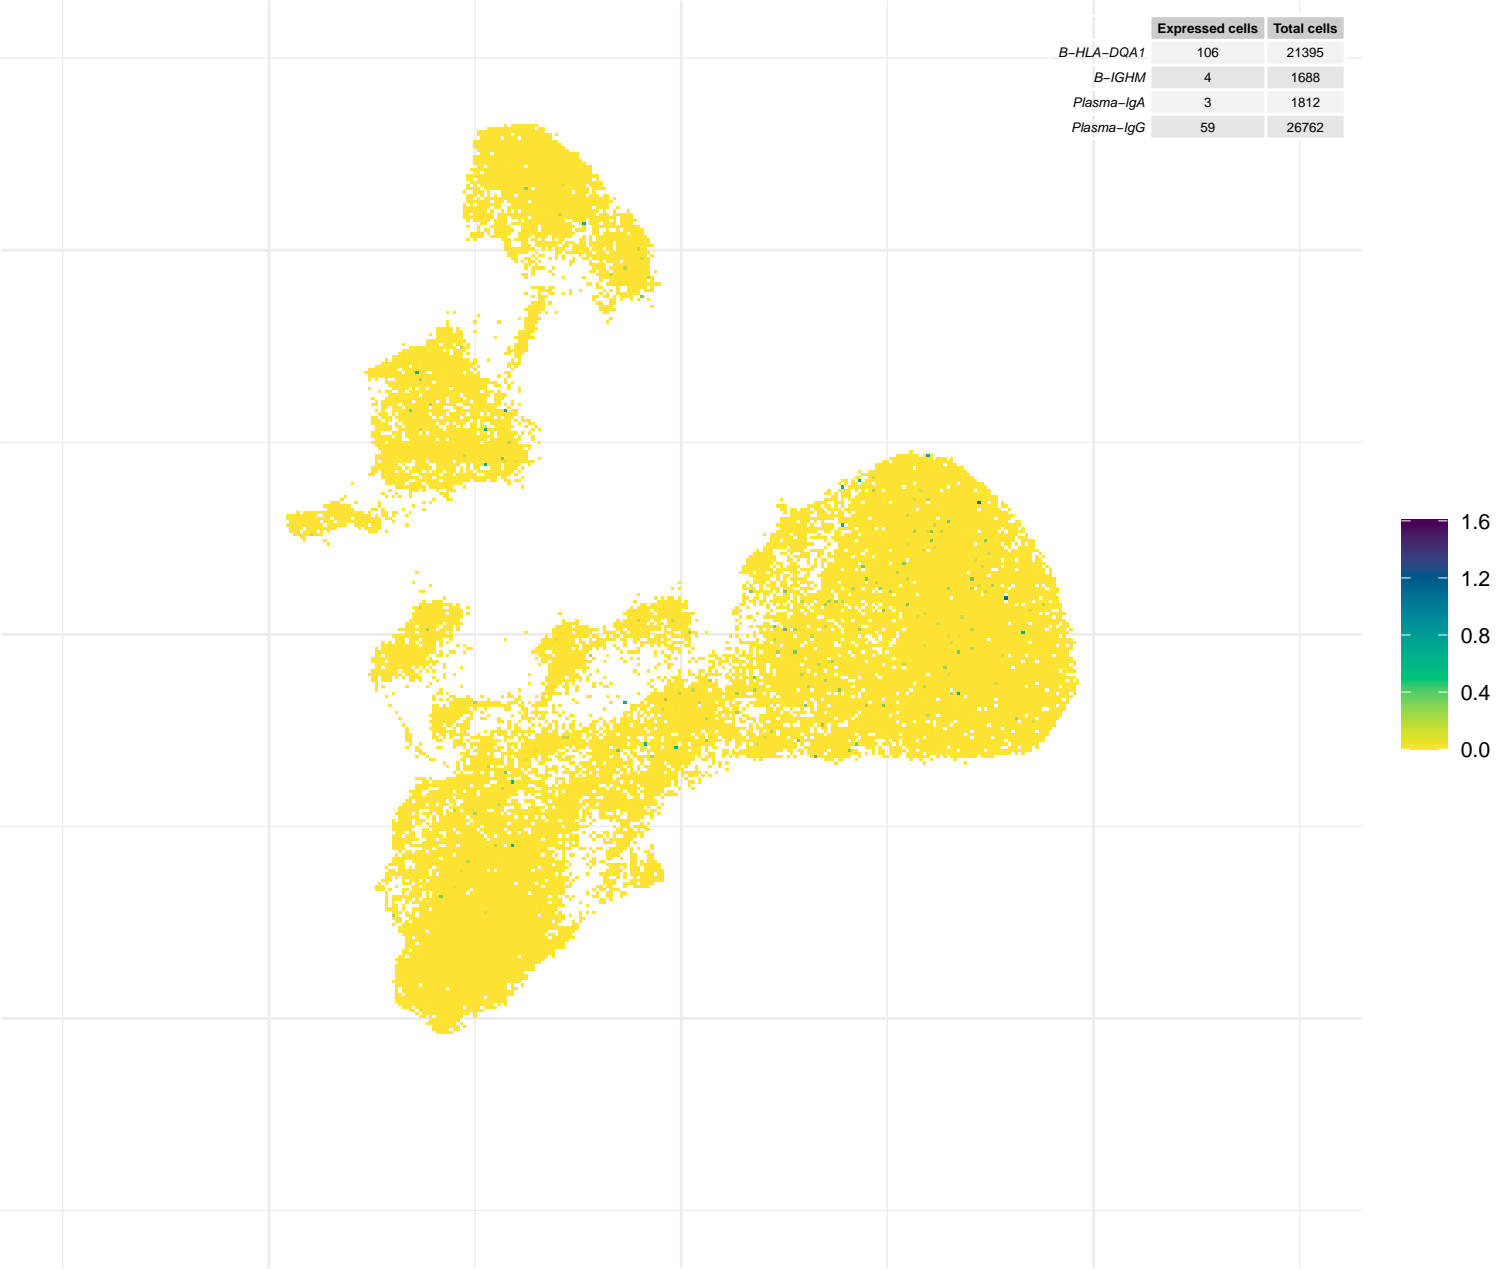 Expressed cells Total cells
B−HLA−DQA1 106 21395
B−IGHM 4 1688
Plasma−IgA 3 1812
Plasma−IgG 59 26762
1.6
1.2
0.8
0.4
0.0